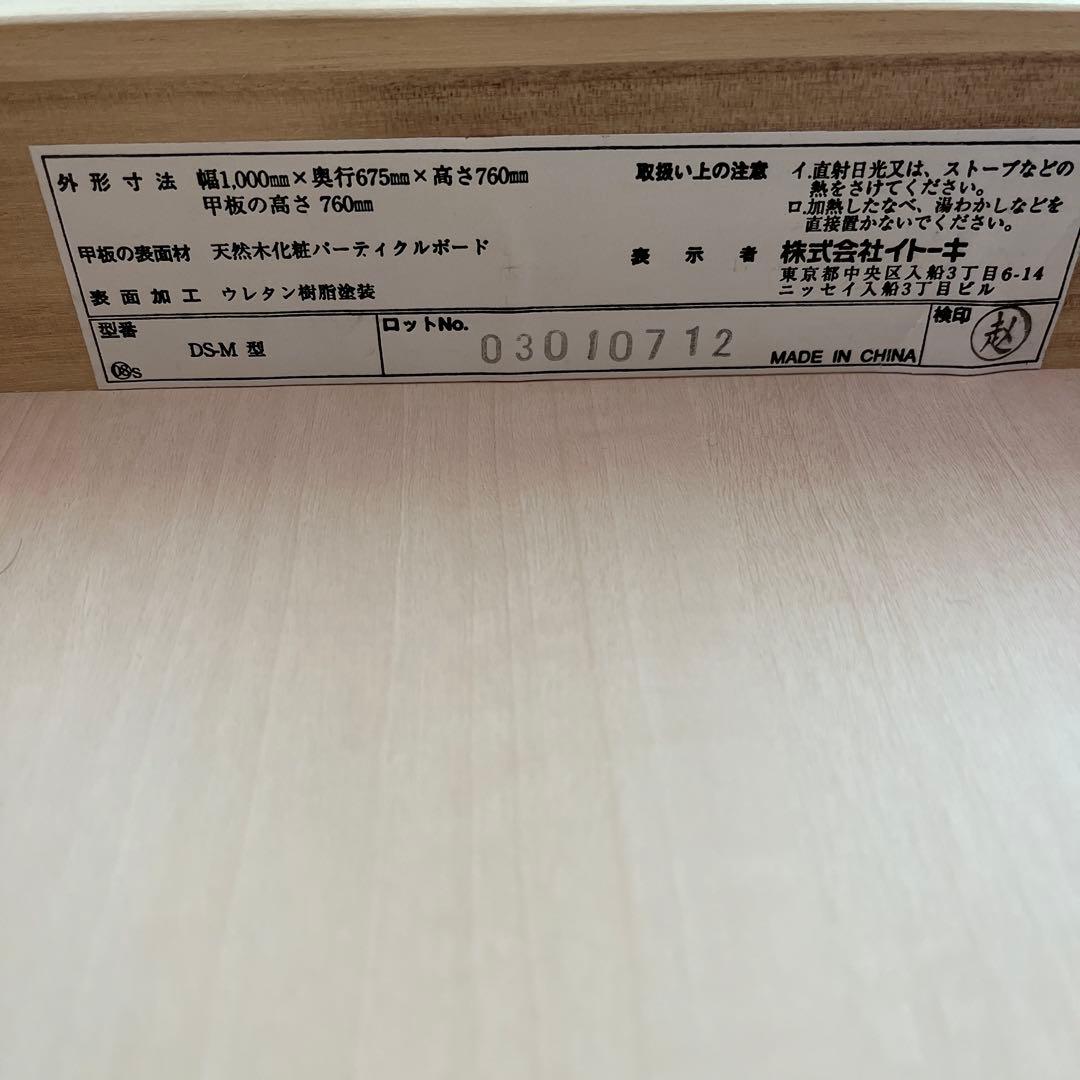 外形寸法 幅1,000㎜×奥行675㎜×高さ760㎜
甲板の高さ 760㎜
甲板の表面材 天然木化粧パーティクルボード
表面加工 ウレタン樹脂塗装
取扱い上の注意 イ.直射日光又は、ストーブなどの
熱をさけてください。
ロ.加熱したなべ、湯わかしなどを
直接置かないでください。
表示者 株式会社イトーキ
東京都中央区入船3丁目6-14
ニッセイ入船3丁目ビル
型番
DS-M 型
⑱S
ロットNo.
03010712
MADE IN CHINA
検印
赵